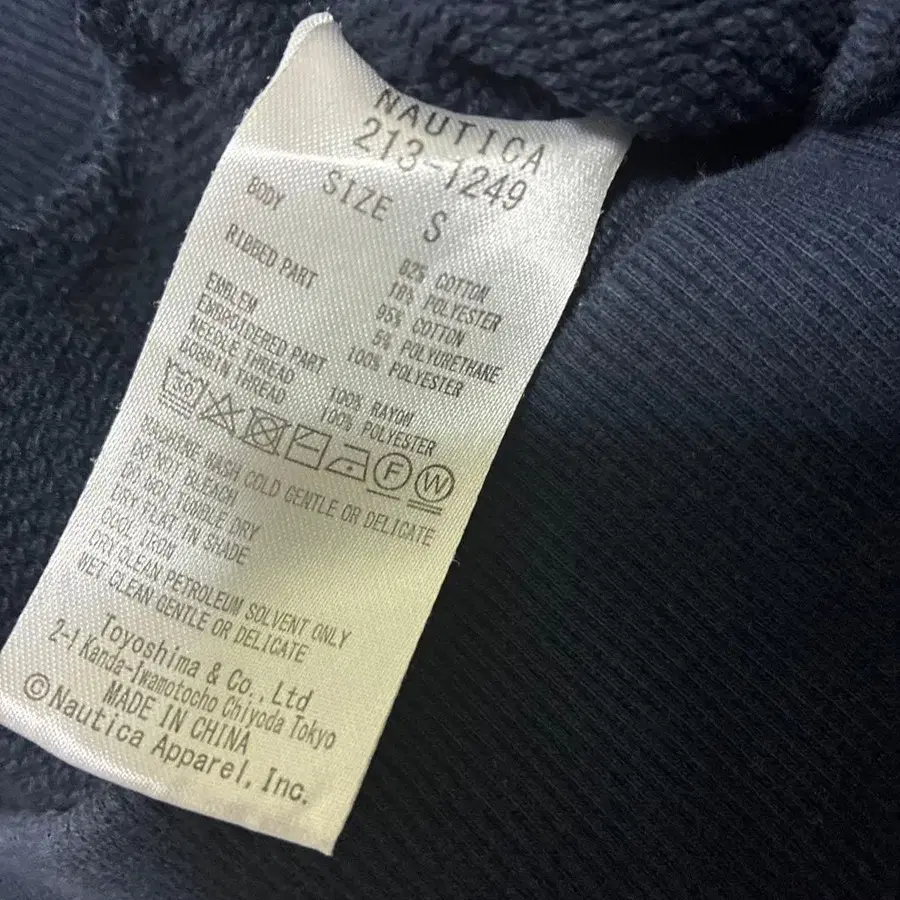 NAUTICA
213-1249
SIZE S
BODY 82% COTTON
18% POLYESTER
RIBBED PART 95% COTTON
5% POLYURETHANE
EMBLEM 100% POLYESTER
EMBROIDERED PART
NEEDLE THREAD 100% RAYON
BOBBIN THREAD 100% POLYESTER
30 F W
MACHINE WASH COLD GENTLE OR DELICATE
DO NOT BLEACH
DO NOT TUMBLE DRY
DRY FLAT IN SHADE
COOL IRON
DRY CLEAN PETROLEUM SOLVENT ONLY
WET CLEAN GENTLE OR DELICATE
Toyoshima & Co., Ltd
2-1 Kanda-Iwamotocho Chiyoda Tokyo
MADE IN CHINA
©Nautica Apparel, Inc.